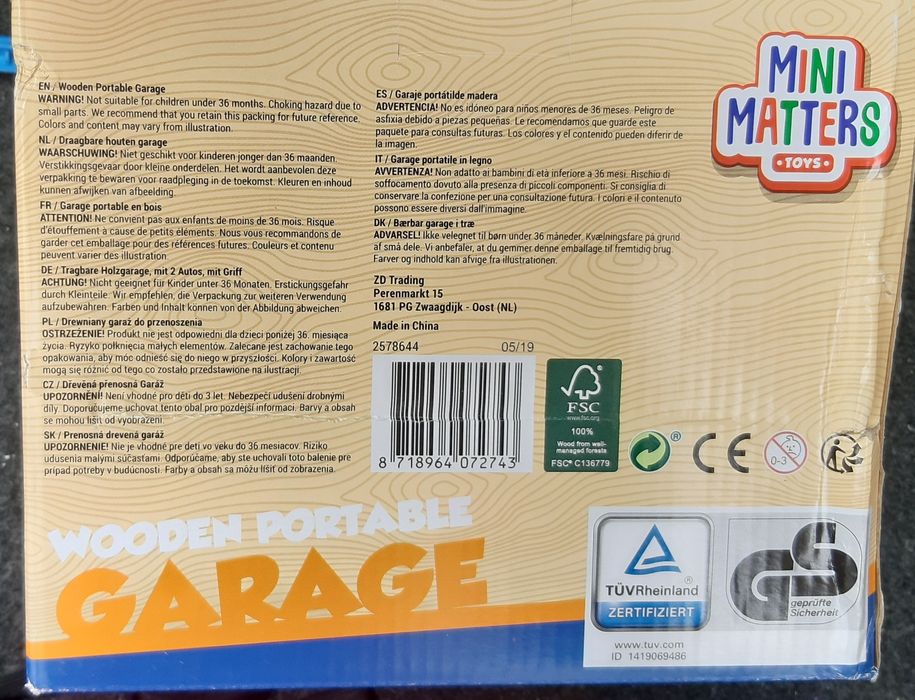 EN / Wooden Portable Garage
WARNING! Not suitable for children under 36 months. Choking hazard due to
small parts. We recommend that you retain this packing for future reference.
Colors and content may vary from illustration.
NL / Draagbare houten garage
WAARSCHUWING! Niet geschikt voor kinderen jonger dan 36 maanden.
Verstikkingsgevaar door kleine onderdelen. Het wordt aanbevolen deze
verpakking te bewaren voor raadpleging in de toekomst. Kleuren en inhoud
kunnen afwijken van afbeelding.
FR / Garage portable en bois
ATTENTION! Ne convient pas aux enfants de moins de 36 mois. Risque
d'étouffement à cause de petits éléments. Nous vous recommandons de
garder cet emballage pour des références futures. Couleurs et contenu
peuvent varier des illustration.
DE / Tragbare Holzgarage, mit 2 Autos, mit Griff
ACHTUNG! Nicht geeignet für Kinder unter 36 Monaten. Erstickungsgefahr
durch Kleinteile. Wir empfehlen, die Verpackung zur weiteren Verwendung
aufzubewahren. Farben und Inhalt können von der Abbildung abweichen.
PL / Drewniany garaż do przenoszenia
OSTRZEŻENIE! Produkt nie jest odpowiedni dla dzieci poniżej 36. miesiąca
życia. Ryzyko połknięcia małych elementów. Zalecane jest zachowanie tego
opakowania, aby móc odnieść się do niego w przyszłości. Kolory i zawartość
mogą się różnić od tego co zostało przedstawione na ilustracji.
CZ / Dřevěná přenosná Garáž
UPOZORNĚNÍ! Není vhodné pro děti do 3 let. Nebezpečí udušení drobnými
díly. Doporučujeme uchovat tento obal pro pozdější informaci. Barvy a obsah
se mohou lišit od vyobrazení.
SK / Prenosná drevená garáž
UPOZORNENIE! Nie je vhodné pre deti vo veku do 36 mesiacov. Riziko
udusenia malými súčastami. Odporúčame, aby ste uchovali toto balenie pre
prípad potreby v budúcnosti. Farby a obsah sa môžu líšiť od zobrazenia.
ES / Garaje portátilde madera
ADVERTENCIA! No es idóneo para niños menores de 36 meses. Peligro de
asfixia debido a piezas pequeñas. Le recomendamos que guarde este
paquete para consultas futuras. Los colores y el contenido pueden diferir de
la imagen.
IT / Garage portatile in legno
AVVERTENZA! Non adatto ai bambini di età inferiore a 36 mesi. Rischio di
soffocamento dovuto alla presenza di piccoli componenti. Si consiglia di
conservare la confezione per una consultazione futura. I colori e il contenuto
possono essere diversi dall'immagine.
DK / Bærbar garage i træ
ADVARSEL! Ikke velegnet til børn under 36 måneder. Kvælningsfare på grund
af små dele. Vi anbefaler, at du gemmer denne emballage til fremtidig brug.
Farver og indhold kan afvige fra illustrationen.
ZD Trading
Perenmarkt 15
1681 PG Zwaagdijk - Oost (NL)
Made in China
2578644 05/19
8 718964 072743
FSC
www.fsc.org
100%
Wood from well-
managed forests
FSC® C136779
®
CE
0-3
MINI
MATTERS
TOYS
WOODEN PORTABLE
GARAGE
TÜVRheinland®
ZERTIFIZIERT
GS
geprüfte
Sicherheit
www.tuv.com
ID 1419069486